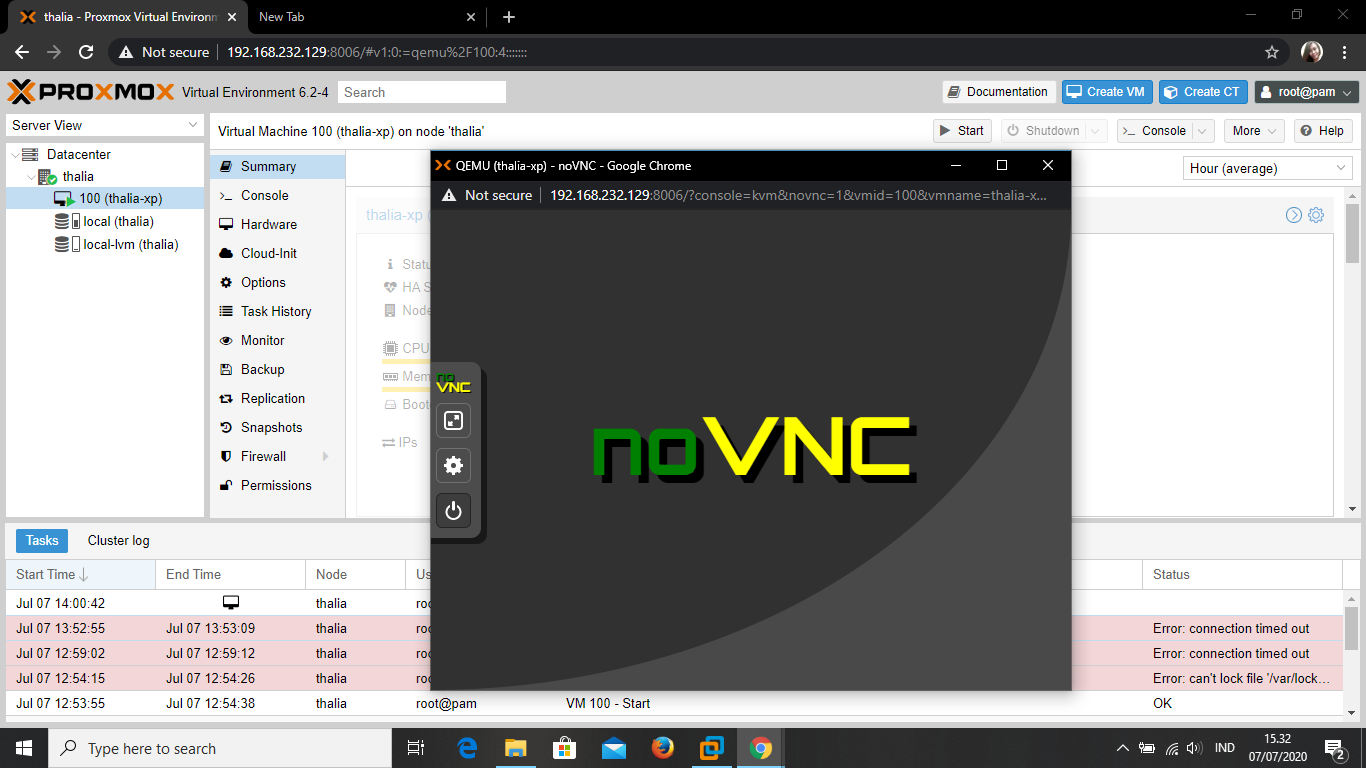 thalia - Proxmox Virtual Environm
New Tab
Not secure
192.168.232.129:8006/#v1:0:=qemu%2F100:4:::::::
PROXMOX Virtual Environment 6.2-4
Search
Documentation
Create VM
Create CT
root@pam
Server View
Virtual Machine 100 (thalia-xp) on node 'thalia'
Start
Shutdown
Console
More
Help
Datacenter
thalia
100 (thalia-xp)
local (thalia)
local-lvm (thalia)
Summary
Console
Hardware
Cloud-Init
Options
Task History
Monitor
Backup
Replication
Snapshots
Firewall
Permissions
Hour (average)
thalia-xp (
Statu
HA S
Node
CPU
Mem
Boot
IPs
QEMU (thalia-xp) - noVNC - Google Chrome
Not secure
192.168.232.129:8006/?console=kvm&novnc=1&vmid=100&vmname=thalia-x...
no
VNC
noVNC
Tasks
Cluster log
Start Time End Time Node Us Status
Jul 07 14:00:42 thalia roo
Jul 07 13:52:55 Jul 07 13:53:09 thalia roo Error: connection timed out
Jul 07 12:59:02 Jul 07 12:59:12 thalia roo Error: connection timed out
Jul 07 12:54:15 Jul 07 12:54:26 thalia roo Error: can't lock file '/var/lock...
Jul 07 12:53:55 Jul 07 12:54:38 thalia root@pam VM 100 - Start OK
Type here to search
IND
15.32
07/07/2020
2